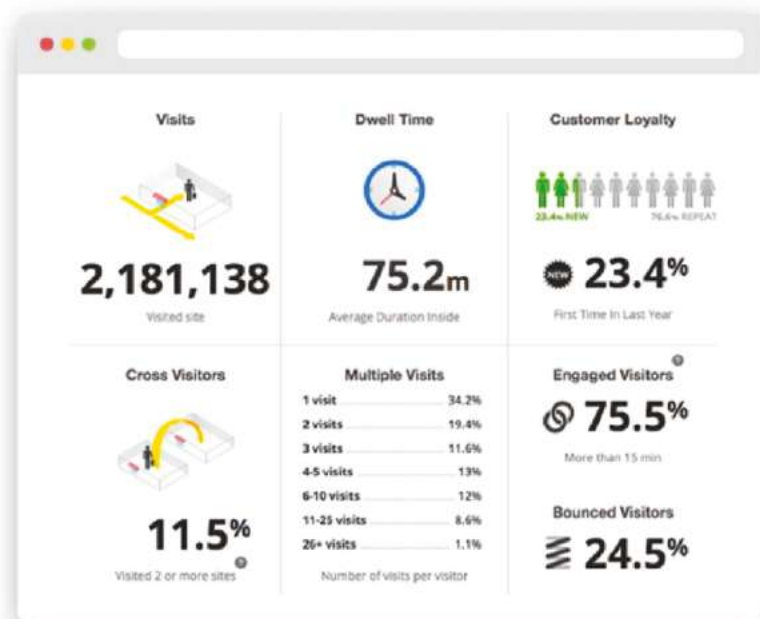 Visits
2,181,138
Visited site
Dwell Time
75.2m
Average Duration Inside
Customer Loyalty
23.4% NEW 76.6% REPEAT
NEW 23.4%
First Time In Last Year
Cross Visitors
11.5%
Visited 2 or more sites ?
Multiple Visits
1 visit 34.2%
2 visits 19.4%
3 visits 11.6%
4-5 visits 13%
6-10 visits 12%
11-25 visits 8.6%
26+ visits 1.1%
Number of visits per visitor
Engaged Visitors ?
75.5%
More than 15 min
Bounced Visitors
24.5%